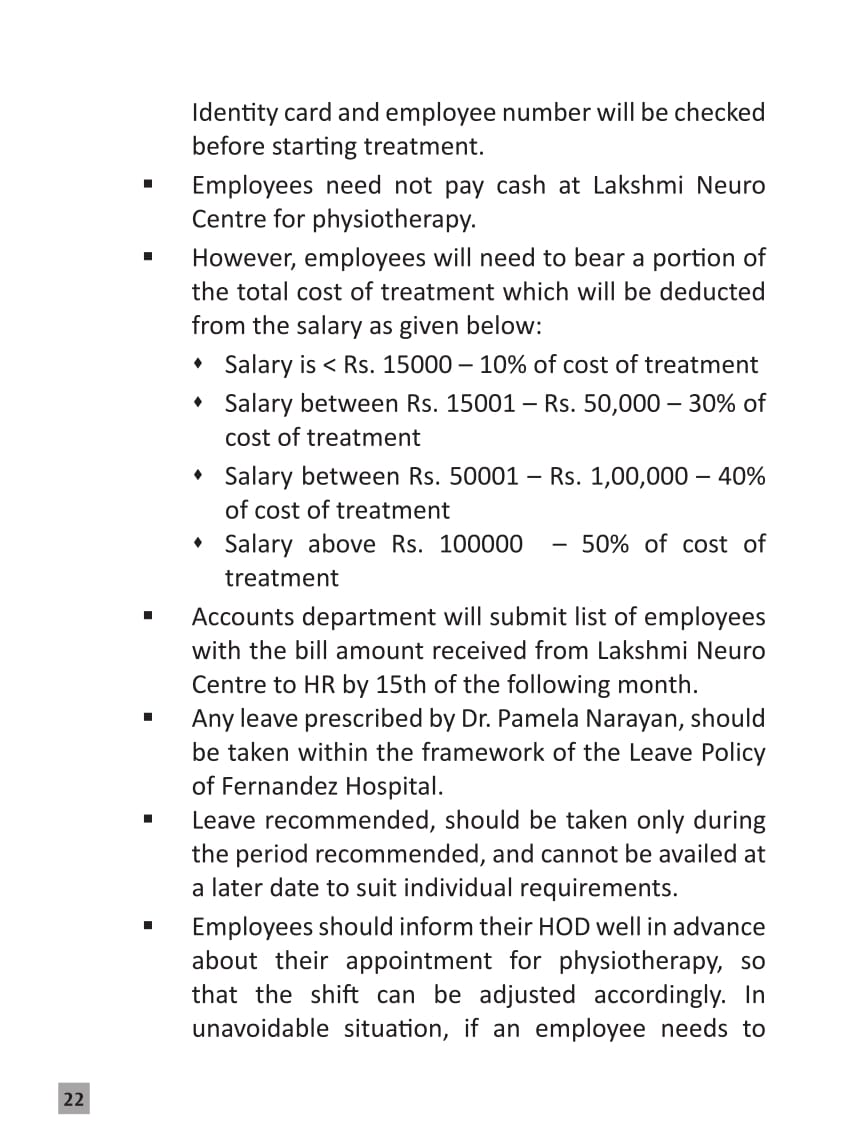 Identity card and employee number will be checked
before starting treatment.
▪ Employees need not pay cash at Lakshmi Neuro
Centre for physiotherapy.
▪ However, employees will need to bear a portion of
the total cost of treatment which will be deducted
from the salary as given below:
♦ Salary is < Rs. 15000 – 10% of cost of treatment
♦ Salary between Rs. 15001 – Rs. 50,000 – 30% of
cost of treatment
♦ Salary between Rs. 50001 – Rs. 1,00,000 – 40%
of cost of treatment
♦ Salary above Rs. 100000 – 50% of cost of
treatment
▪ Accounts department will submit list of employees
with the bill amount received from Lakshmi Neuro
Centre to HR by 15th of the following month.
▪ Any leave prescribed by Dr. Pamela Narayan, should
be taken within the framework of the Leave Policy
of Fernandez Hospital.
▪ Leave recommended, should be taken only during
the period recommended, and cannot be availed at
a later date to suit individual requirements.
▪ Employees should inform their HOD well in advance
about their appointment for physiotherapy, so
that the shift can be adjusted accordingly. In
unavoidable situation, if an employee needs to
22